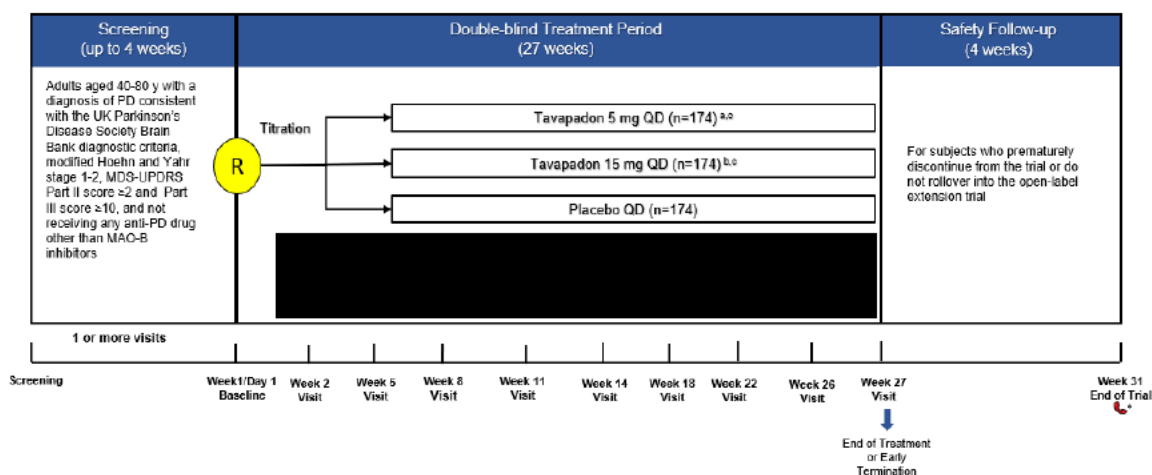 Screening
(up to 4 weeks)
Double-blind Treatment Period
(27 weeks)
Safety Follow-up
(4 weeks)
Adults aged 40-80 y with a
diagnosis of PD consistent
with the UK Parkinson's
Disease Society Brain
Bank diagnostic criteria,
modified Hoehn and Yahr
stage 1-2, MDS-UPDRS
Part II score ≥2 and Part
III score ≥10, and not
receiving any anti-PD drug
other than MAO-B
inhibitors
R
Titration
Tavapadon 5 mg QD (n=174) a,c
Tavapadon 15 mg QD (n=174) b,c
Placebo QD (n=174)
For subjects who prematurely
discontinue from the trial or do
not rollover into the open-label
extension trial
1 or more visits
Screening
Week1/Day 1
Baseline
Week 2
Visit
Week 5
Visit
Week 8
Visit
Week 11
Visit
Week 14
Visit
Week 18
Visit
Week 22
Visit
Week 26
Visit
Week 27
Visit
Week 31
End of Trial
End of Treatment
or Early
Termination